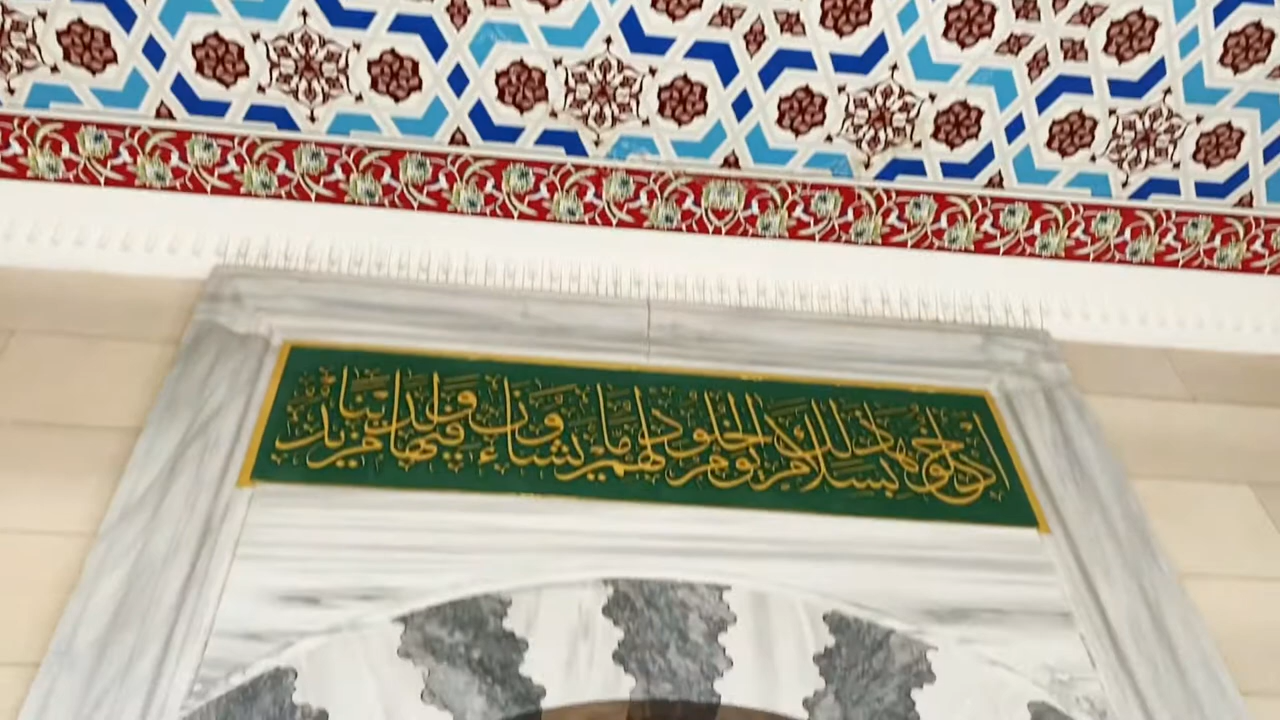 ادخلوها بسلام ذلك يوم الخلود لهم ما يشاءون فيها ولدينا مزيد